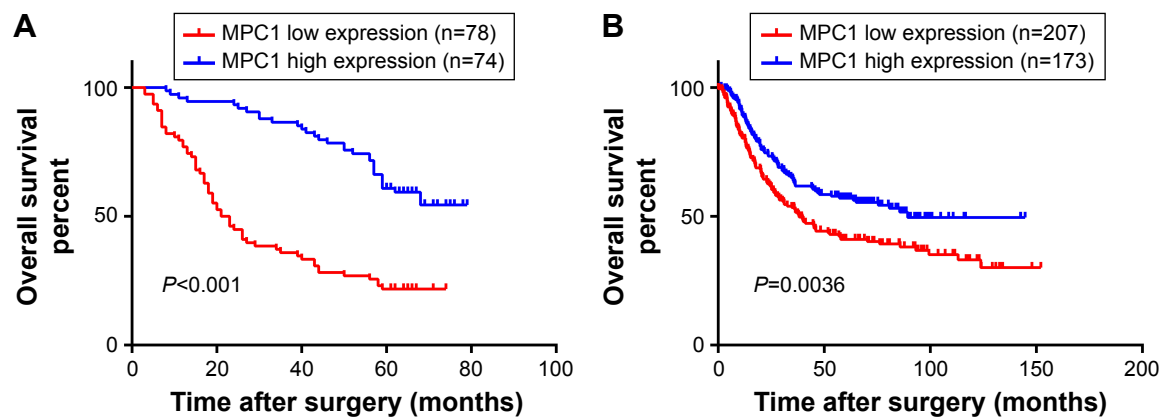 A
MPC1 low expression (n=78)
MPC1 high expression (n=74)
Overall survival
percent
100
50
0
P<0.001
0
20
40
60
80
100
Time after surgery (months)
B
MPC1 low expression (n=207)
MPC1 high expression (n=173)
Overall survival
percent
100
50
0
P=0.0036
0
50
100
150
200
Time after surgery (months)